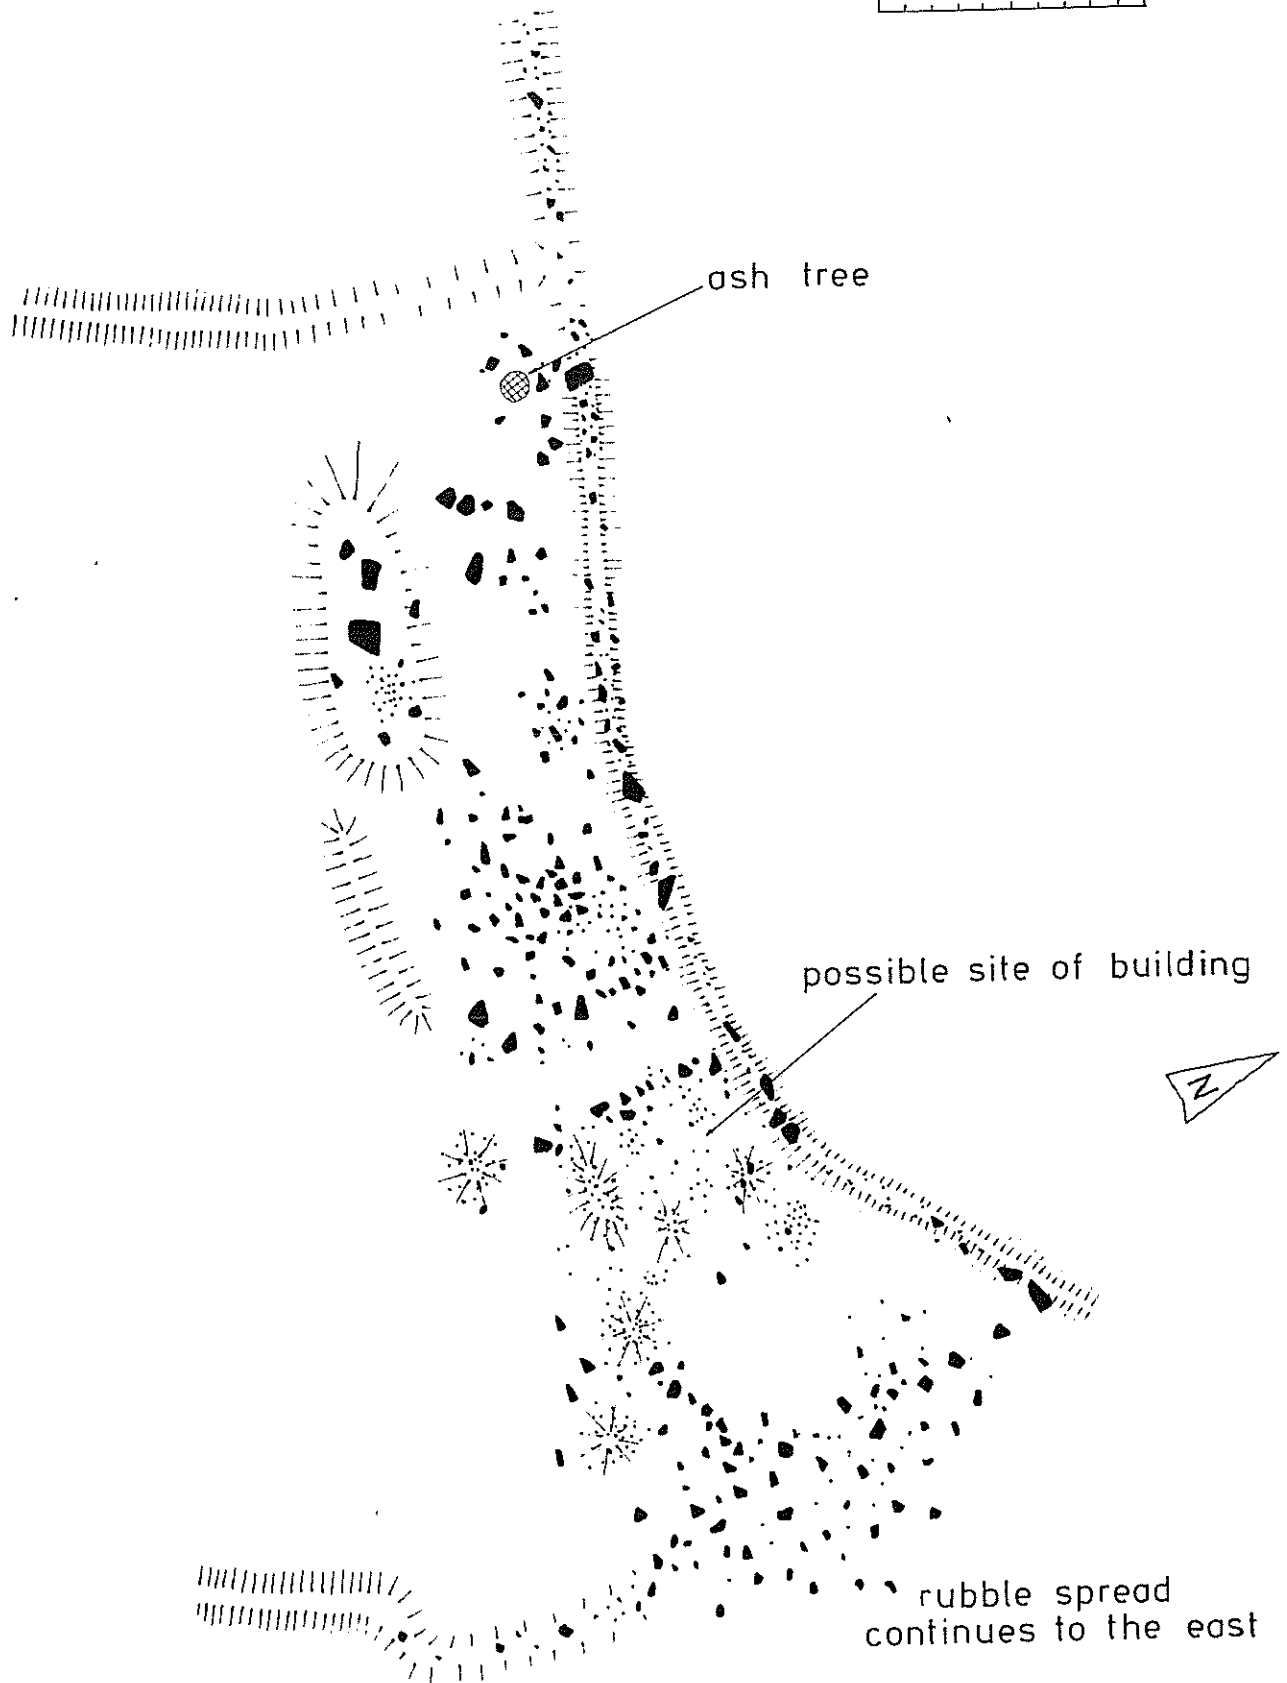 ash tree
possible site of building
N
rubble spread
continues to the east